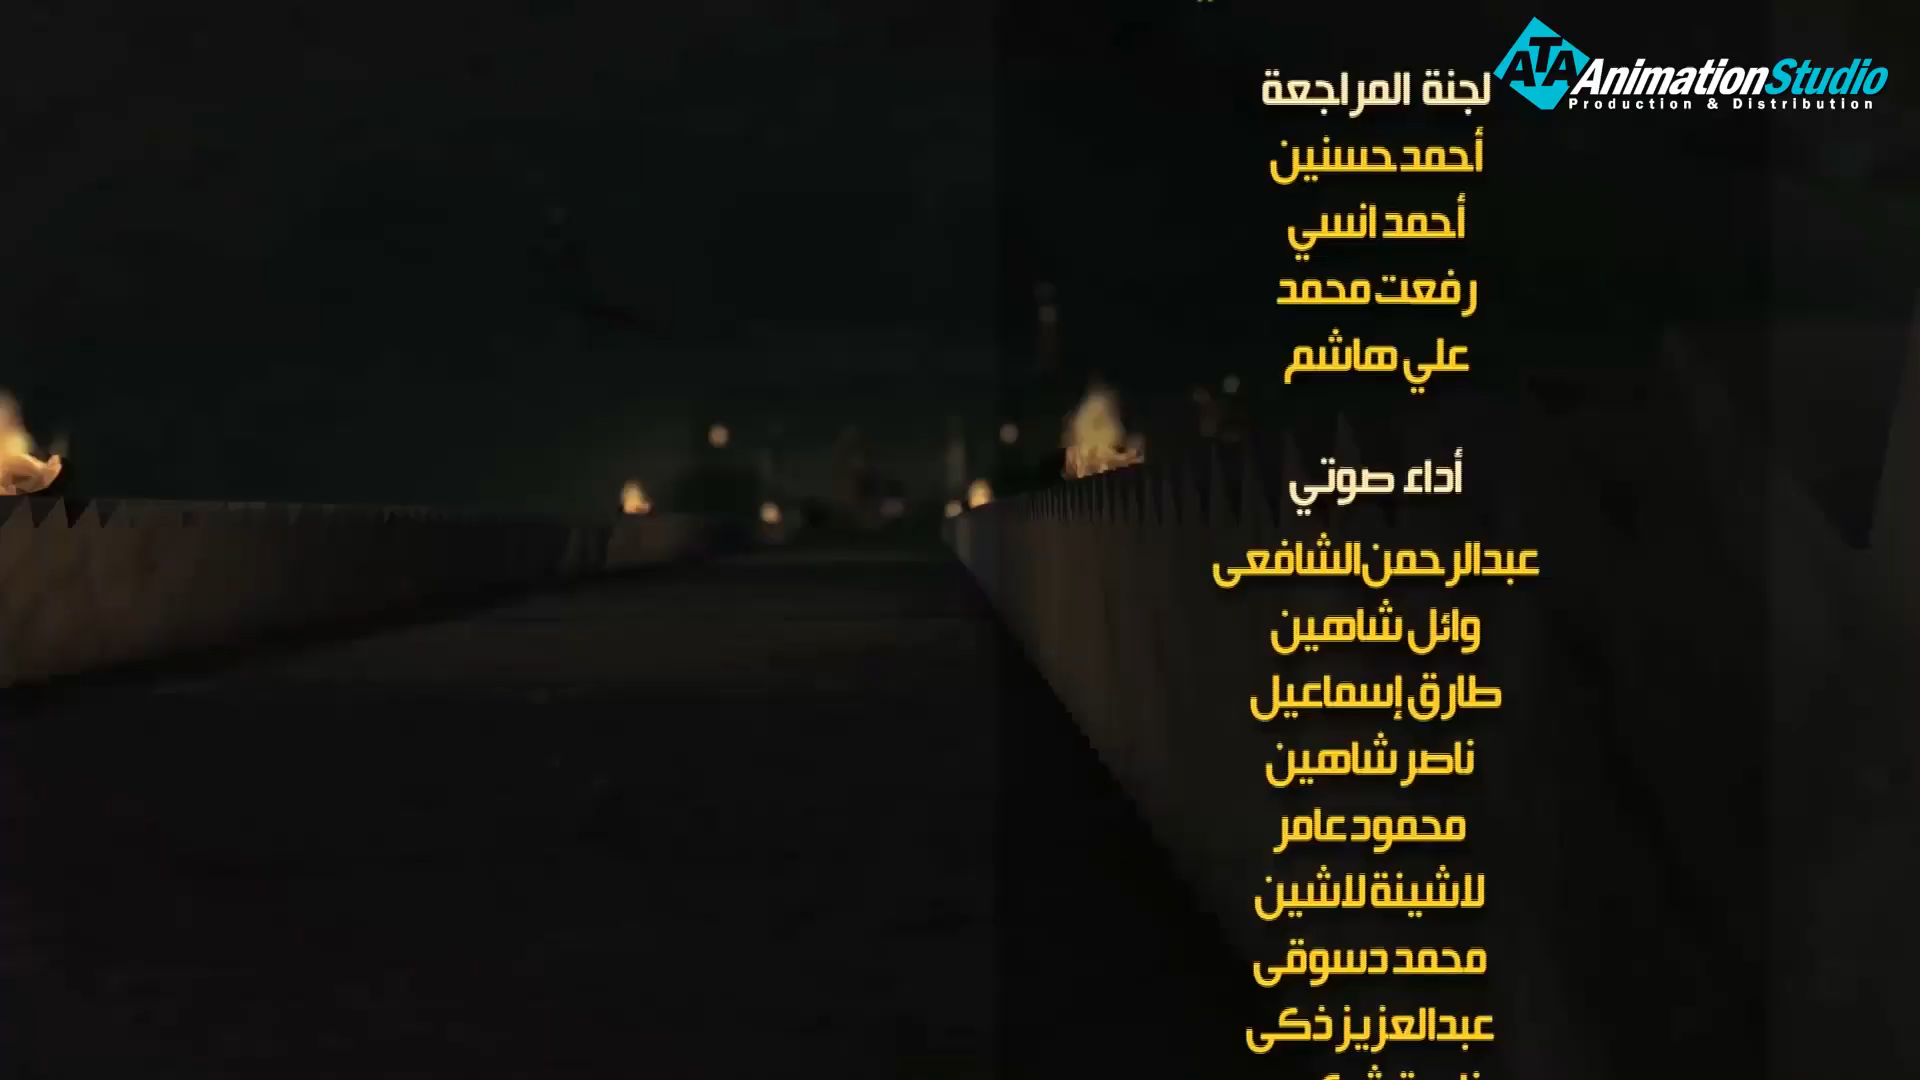 ATA AnimationStudio
Production & Distribution
لجنة المراجعة
أحمد حسنين
أحمد انسي
رفعت محمد
علي هاشم
أداء صوتي
عبدالرحمن الشافعى
وائل شاهين
طارق إسماعيل
ناصر شاهين
محمود عامر
لاشينة لاشين
محمد دسوقى
عبدالعزيز ذكى